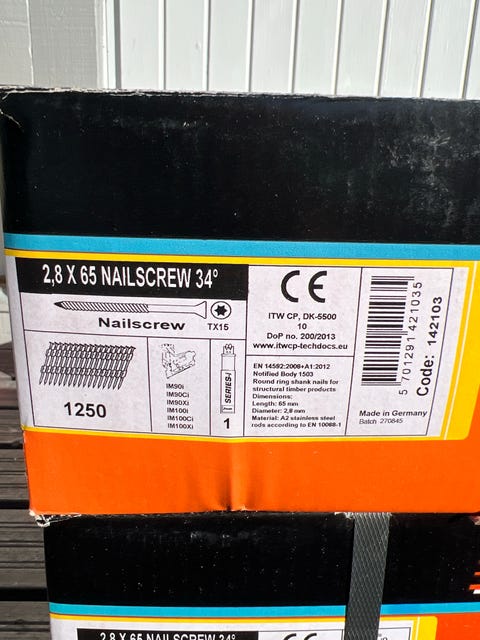 2,8 X 65 NAILSCREW 34°
Nailscrew
TX15
1250
IM90i
IM90Ci
IM90Xi
IM100i
IM100Ci
IM100Xi
SERIES-i
1
CE
ITW CP, DK-5500
10
DoP no. 200/2013
www.itwcp-techdocs.eu
EN 14592:2008+A1:2012
Notified Body 1503
Round ring shank nails for
structural timber products
Dimensions:
Length: 65 mm
Diameter: 2,8 mm
Material: A2 stainless steel
rods according to EN 10088-1
5 701291 421035
Code: 142103
Made in Germany
Batch 270845
2,8 X 65 NAILSCREW 34°
CE